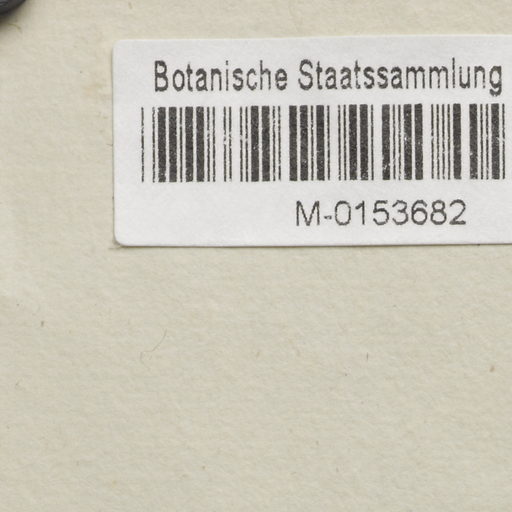 Botanische Staatssammlung
M-0153682